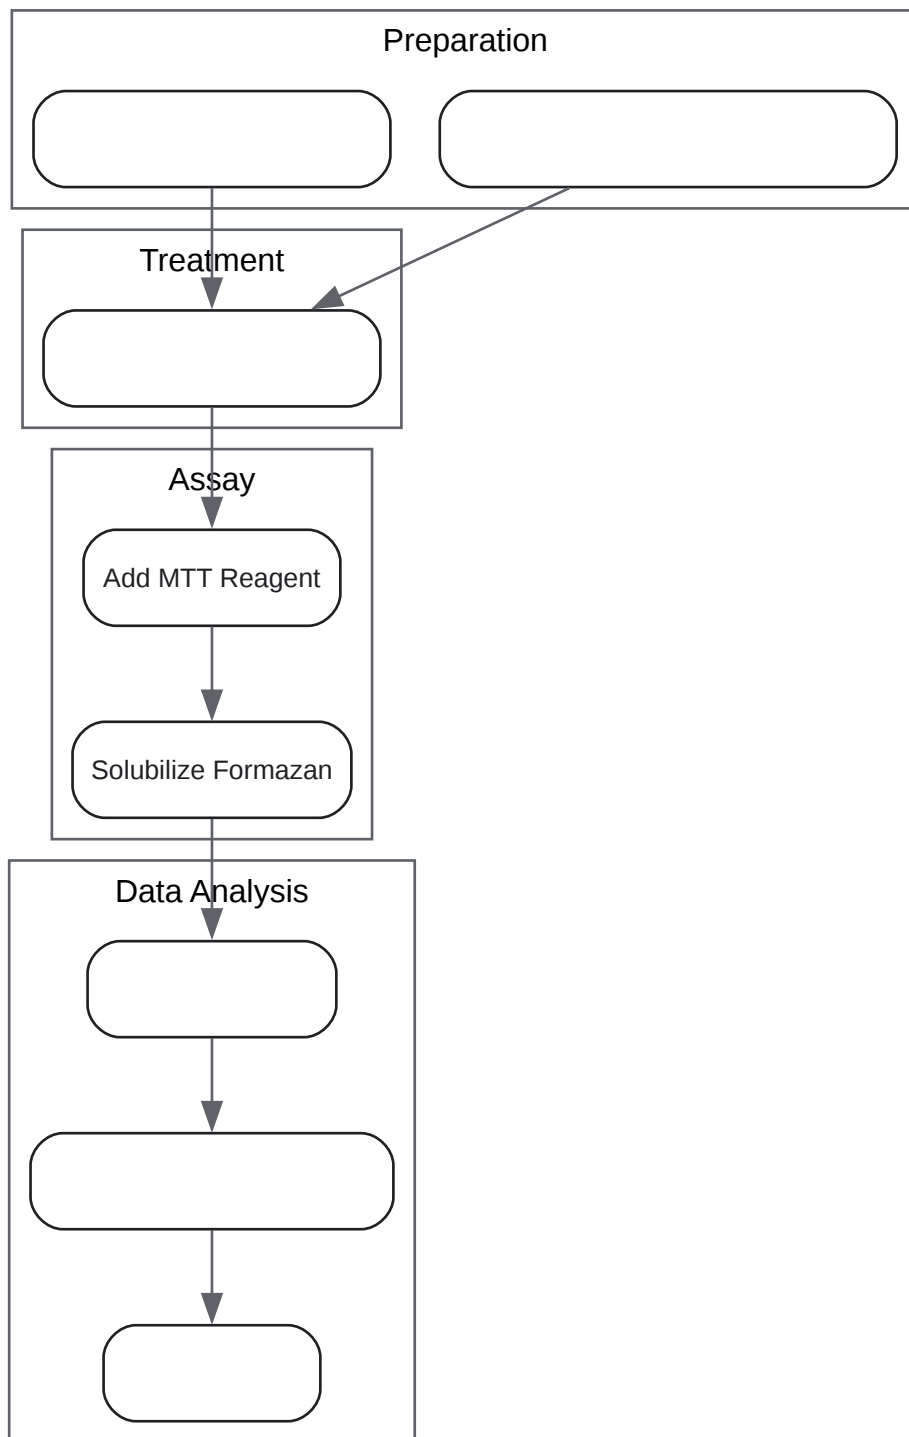 Preparation
Treatment
Assay
Add MTT Reagent
Solubilize Formazan
Data Analysis